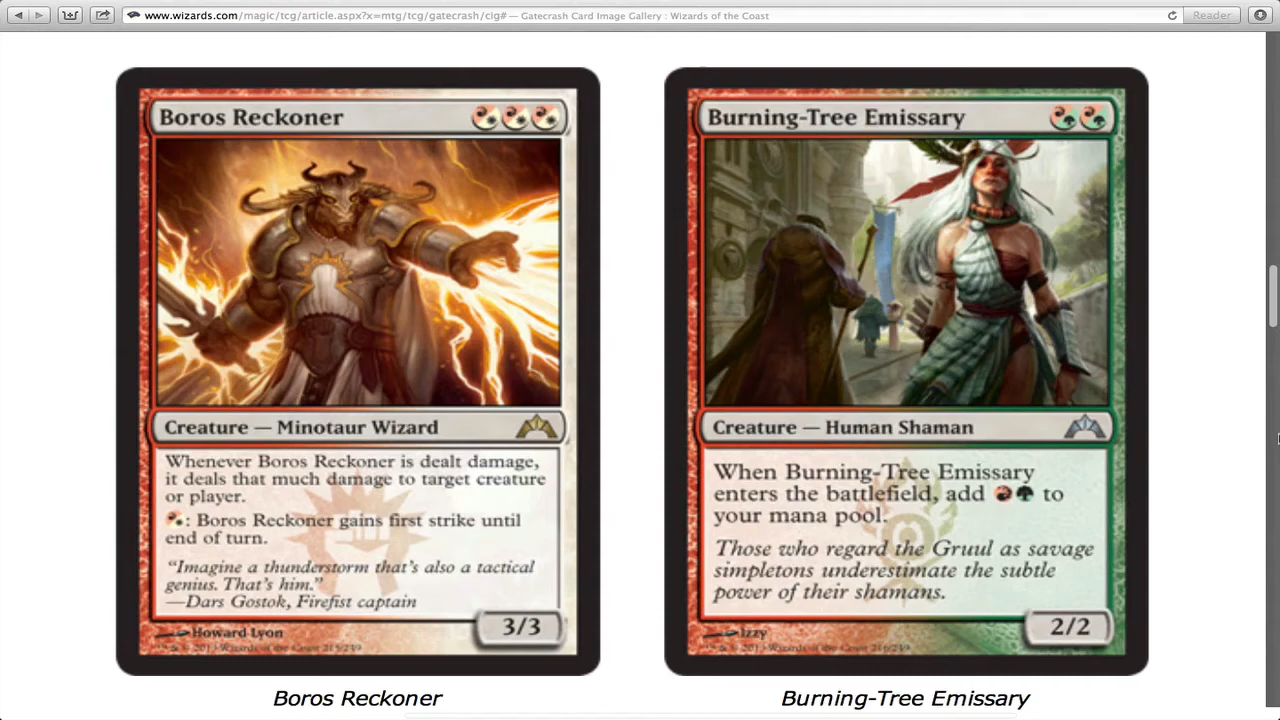 www.wizards.com/magic/tcg/article.aspx?x=mtg/tcg/gatecrash/cig# — Gatecrash Card Image Gallery : Wizards of the Coast
Reader
Boros Reckoner
Creature — Minotaur Wizard
Whenever Boros Reckoner is dealt damage,
it deals that much damage to target creature
or player.
: Boros Reckoner gains first strike until
end of turn.
“Imagine a thunderstorm that's also a tactical
genius. That's him.”
—Dars Gostok, Firefist captain
3/3
Howard Lyon
Boros Reckoner
Burning-Tree Emissary
Creature — Human Shaman
When Burning-Tree Emissary
enters the battlefield, add to
your mana pool.
Those who regard the Gruul as savage
simpletons underestimate the subtle
power of their shamans.
2/2
Izzy
Burning-Tree Emissary